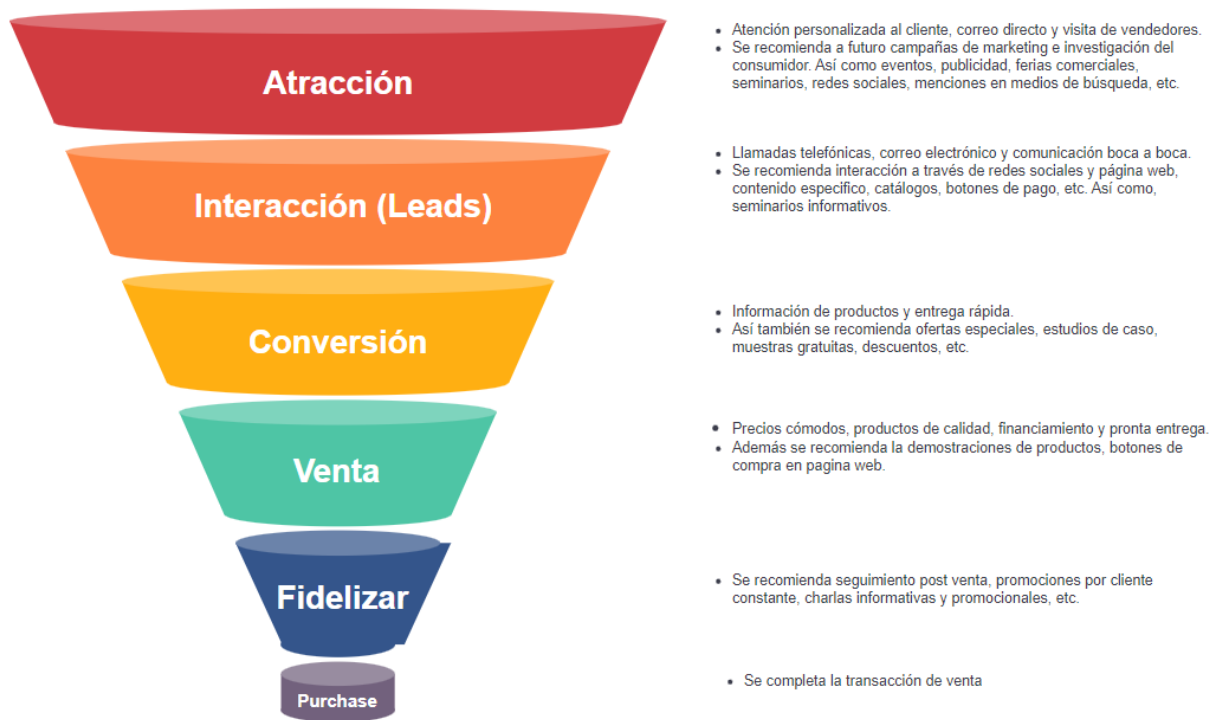 Atracción
• Atención personalizada al cliente, correo directo y visita de vendedores.
• Se recomienda a futuro campañas de marketing e investigación del
consumidor. Así como eventos, publicidad, ferias comerciales,
seminarios, redes sociales, menciones en medios de búsqueda, etc.
Interacción (Leads)
• Llamadas telefónicas, correo electrónico y comunicación boca a boca.
• Se recomienda interacción a través de redes sociales y página web,
contenido especifico, catálogos, botones de pago, etc. Así como,
seminarios informativos.
Conversión
• Información de productos y entrega rápida.
• Así también se recomienda ofertas especiales, estudios de caso,
muestras gratuitas, descuentos, etc.
Venta
• Precios cómodos, productos de calidad, financiamiento y pronta entrega.
• Además se recomienda la demostraciones de productos, botones de
compra en pagina web.
Fidelizar
• Se recomienda seguimiento post venta, promociones por cliente
constante, charlas informativas y promocionales, etc.
Purchase
• Se completa la transacción de venta